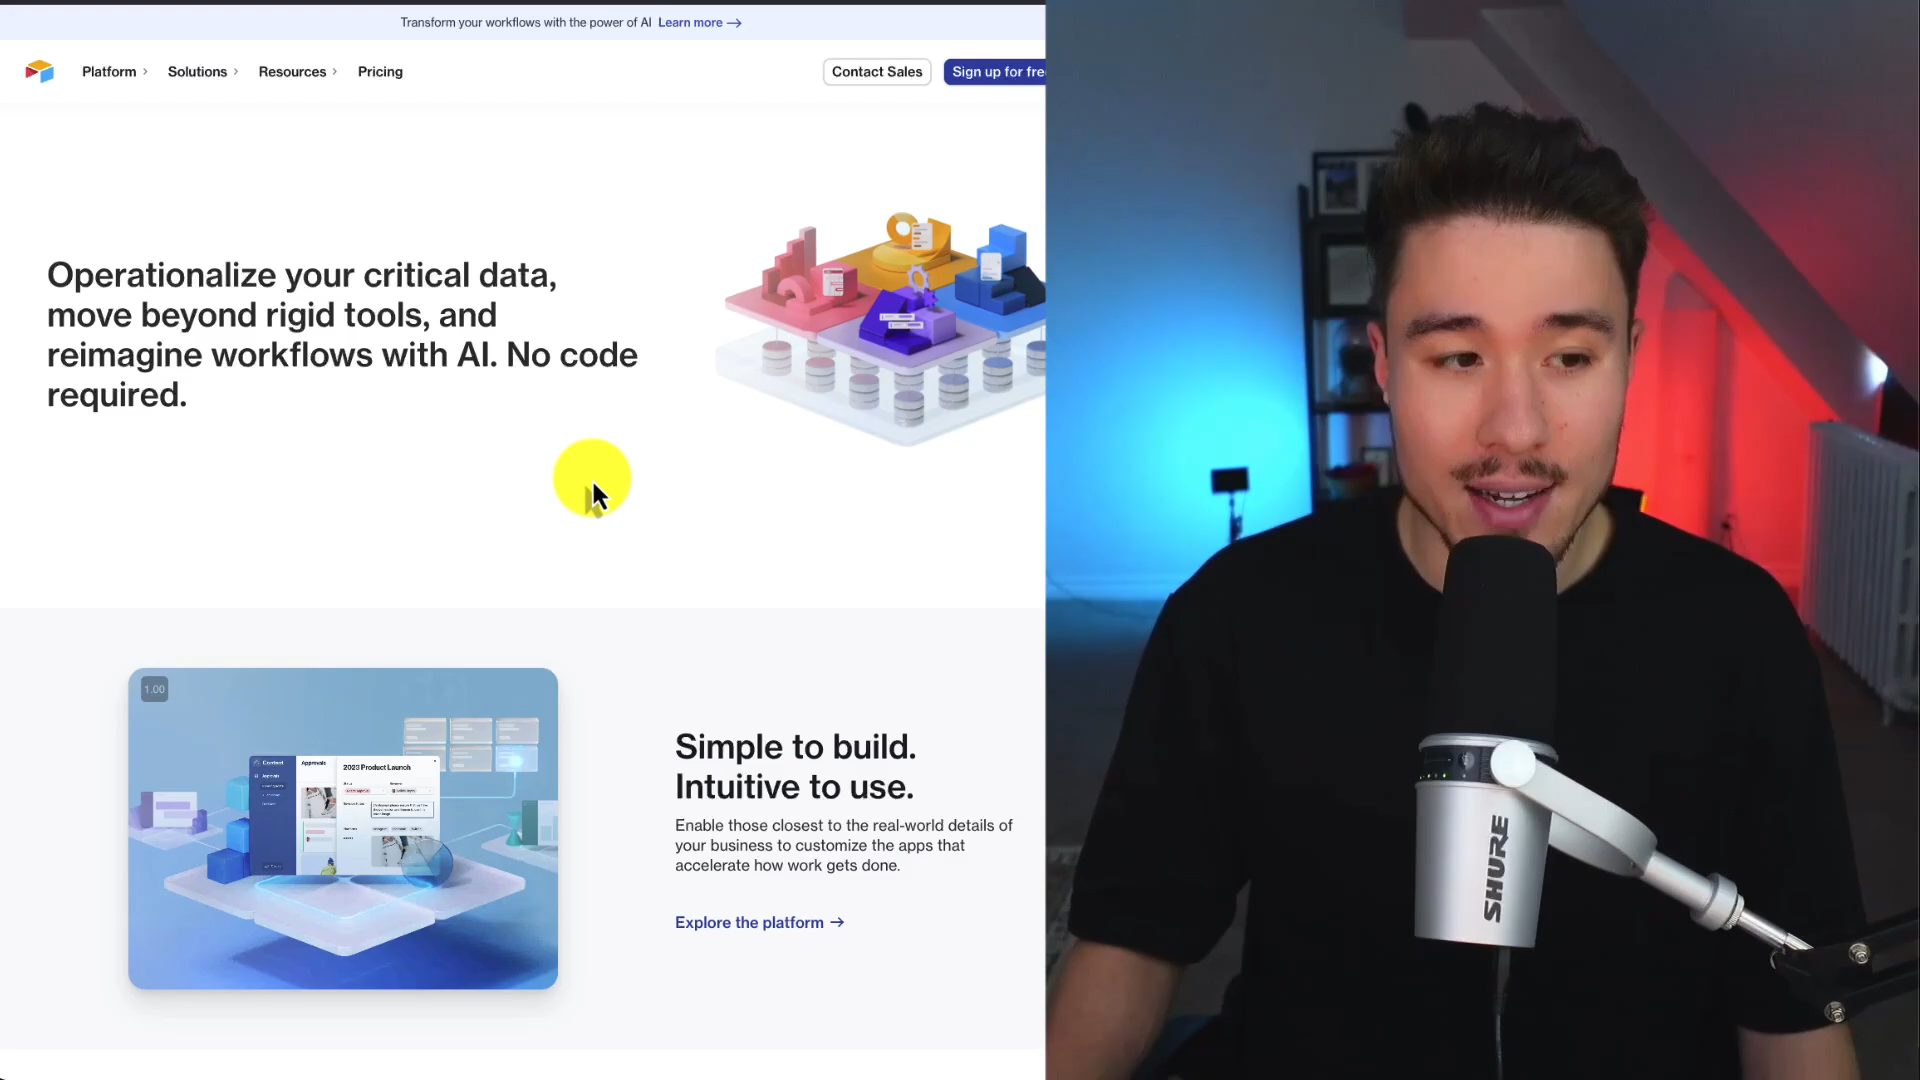 Transform your workflows with the power of AI Learn more →
Platform
Solutions
Resources
Pricing
Contact Sales
Sign up for fre
Operationalize your critical data,
move beyond rigid tools, and
reimagine workflows with AI. No code
required.
1.00
Content
Approvals
2023 Product Launch
Simple to build.
Intuitive to use.
Enable those closest to the real-world details of
your business to customize the apps that
accelerate how work gets done.
Explore the platform →
SHURE